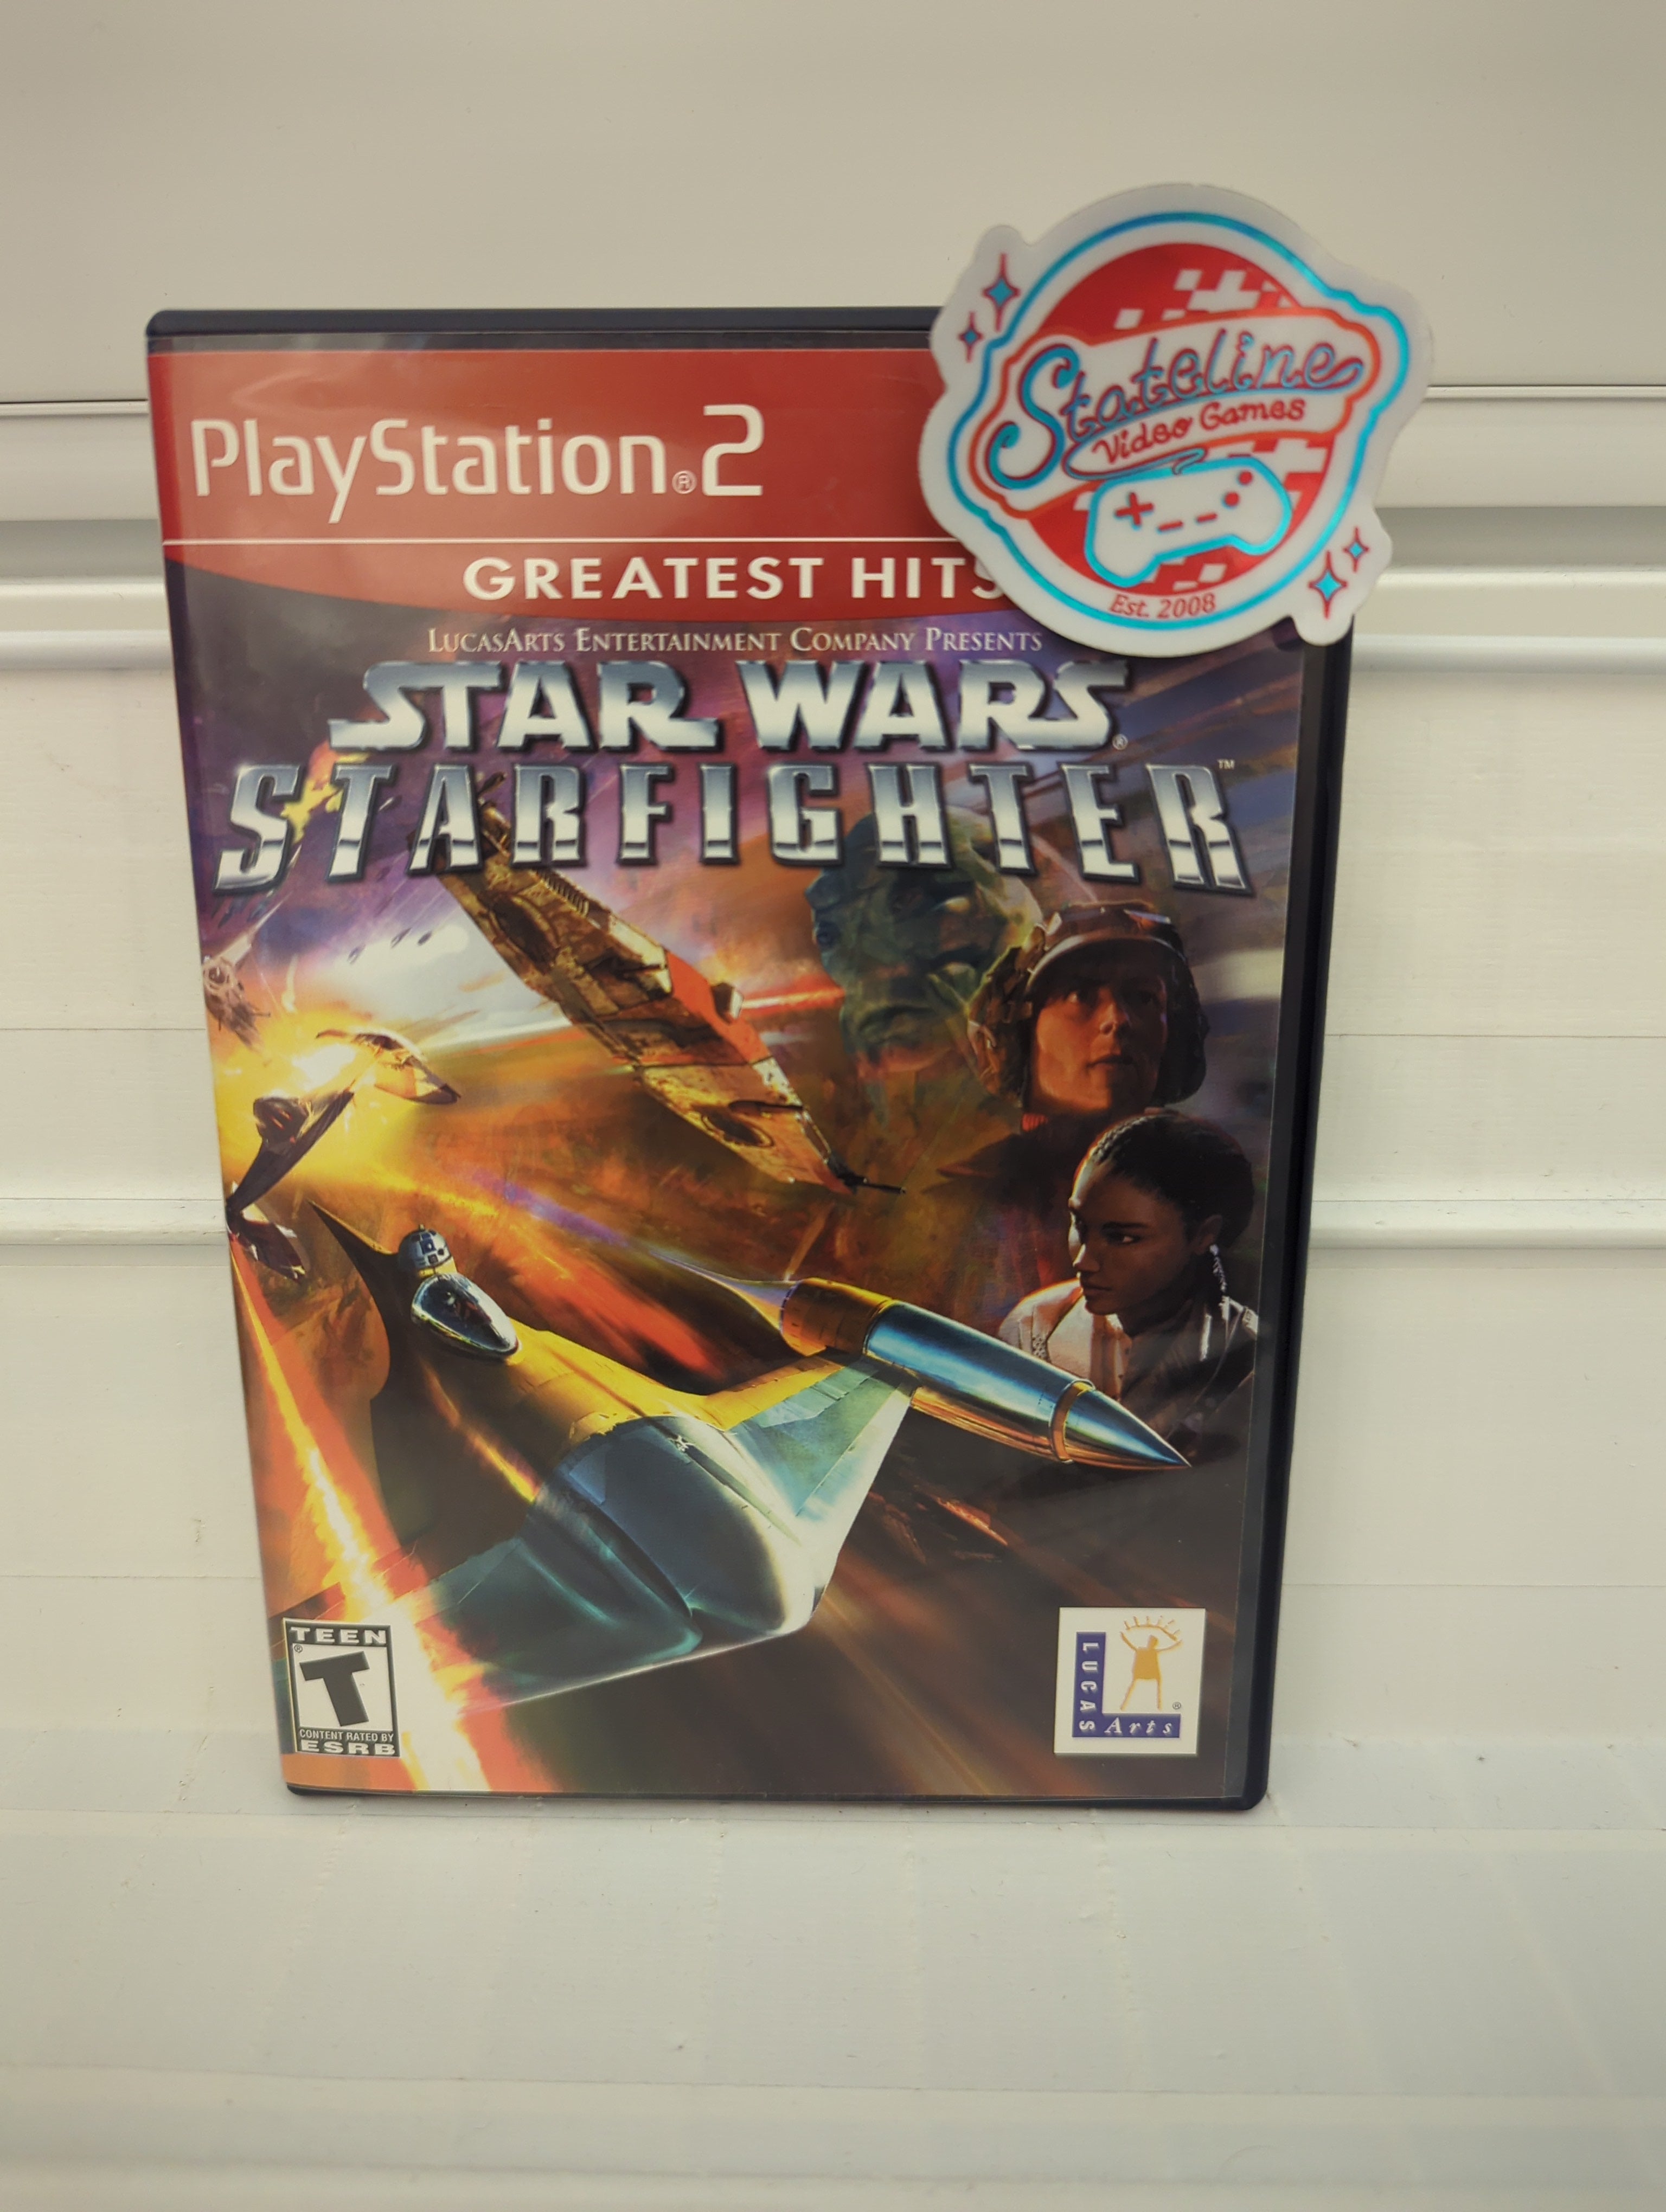 Stateline
Video Games
Est. 2008
PlayStation®2
GREATEST HITS
LUCASARTS ENTERTAINMENT COMPANY PRESENTS
STAR WARS®
STARFIGHTER™
TEEN
T
®
CONTENT RATED BY
ESRB
LUCAS
Arts
®